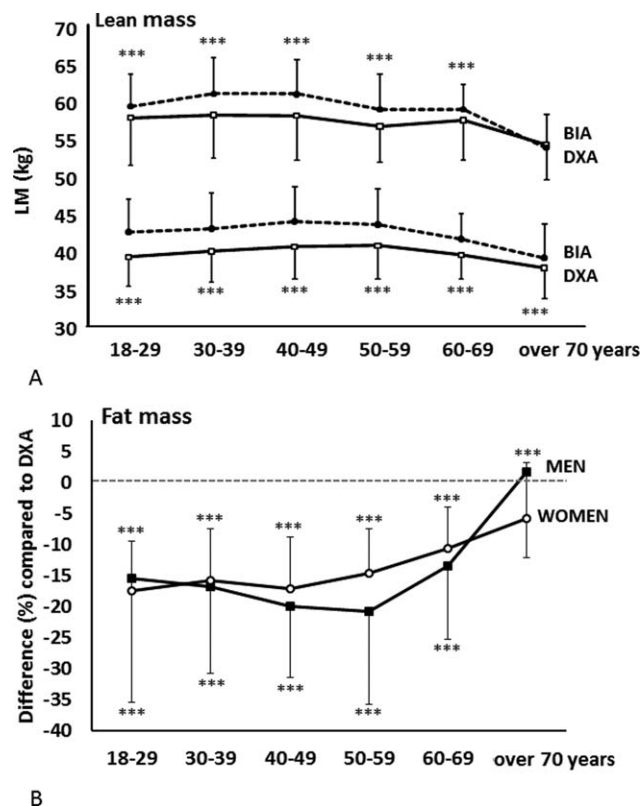 Lean mass
LM (kg)
70
65
60
55
50
45
40
35
30
*** *** *** *** ***
BIA
DXA
BIA
DXA
*** *** *** *** *** ***
18-29 30-39 40-49 50-59 60-69 over 70 years
A
Fat mass
Difference (%) compared to DXA
10
5
0
-5
-10
-15
-20
-25
-30
-35
-40
*** *** *** *** *** ***
MEN
WOMEN
*** *** *** *** ***
18-29 30-39 40-49 50-59 60-69 over 70 years
B